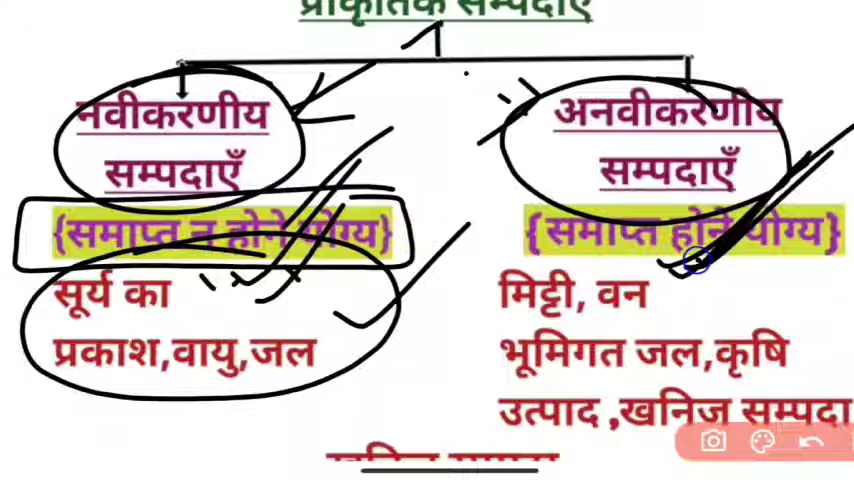 प्राकृतिक सम्पदाएँ
नवीकरणीय
सम्पदाएँ
{समाप्त न होने योग्य}
सूर्य का
प्रकाश,वायु,जल
अनवीकरणीय
सम्पदाएँ
{समाप्त होने योग्य}
मिट्टी, वन
भूमिगत जल,कृषि
उत्पाद ,खनिज सम्पदा